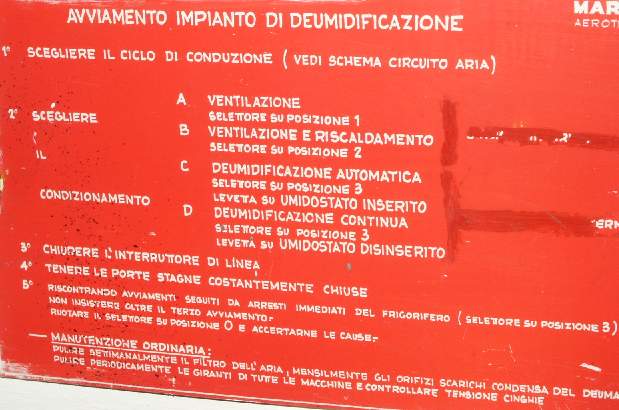 AVVIAMENTO IMPIANTO DI DEUMIDIFICAZIONE
MAR
AEROT
1° SCEGLIERE IL CICLO DI CONDUZIONE ( VEDI SCHEMA CIRCUITO ARIA)
A VENTILAZIONE
SELETTORE SU POSIZIONE 1
2° SCEGLIERE
B VENTILAZIONE E RISCALDAMENTO
SELETTORE SU POSIZIONE 2
IL
C DEUMIDIFICAZIONE AUTOMATICA
SELETTORE SU POSIZIONE 3
LEVETTA SU UMIDOSTATO INSERITO
CONDIZIONAMENTO
D DEUMIDIFICAZIONE CONTINUA
SELETTORE SU POSIZIONE 3
LEVETTA SU UMIDOSTATO DISINSERITO
ERN
3° CHIUDERE L'INTERRUTTORE DI LINEA
4° TENERE LE PORTE STAGNE COSTANTEMENTE CHIUSE
5° RISCONTRANDO AVVIAMENTI SEGUITI DA ARRESTI IMMEDIATI DEL FRIGORIFERO ( SELETTORE SU POSIZIONE 3)
NON INSISTERE OLTRE IL TERZO AVVIAMENTO-
RUOTARE IL SELETTORE SU POSIZIONE 0 E ACCERTARNE LE CAUSE-
— MANUTENZIONE ORDINARIA:
PULIRE SETTIMANALMENTE IL FILTRO DELL'ARIA, MENSILMENTE GLI ORIFIZI SCARICHI CONDENSA DEL DEUMI
PULIRE PERIODICAMENTE LE GIRANTI DI TUTTE LE MACCHINE E CONTROLLARE TENSIONE CINGHIE